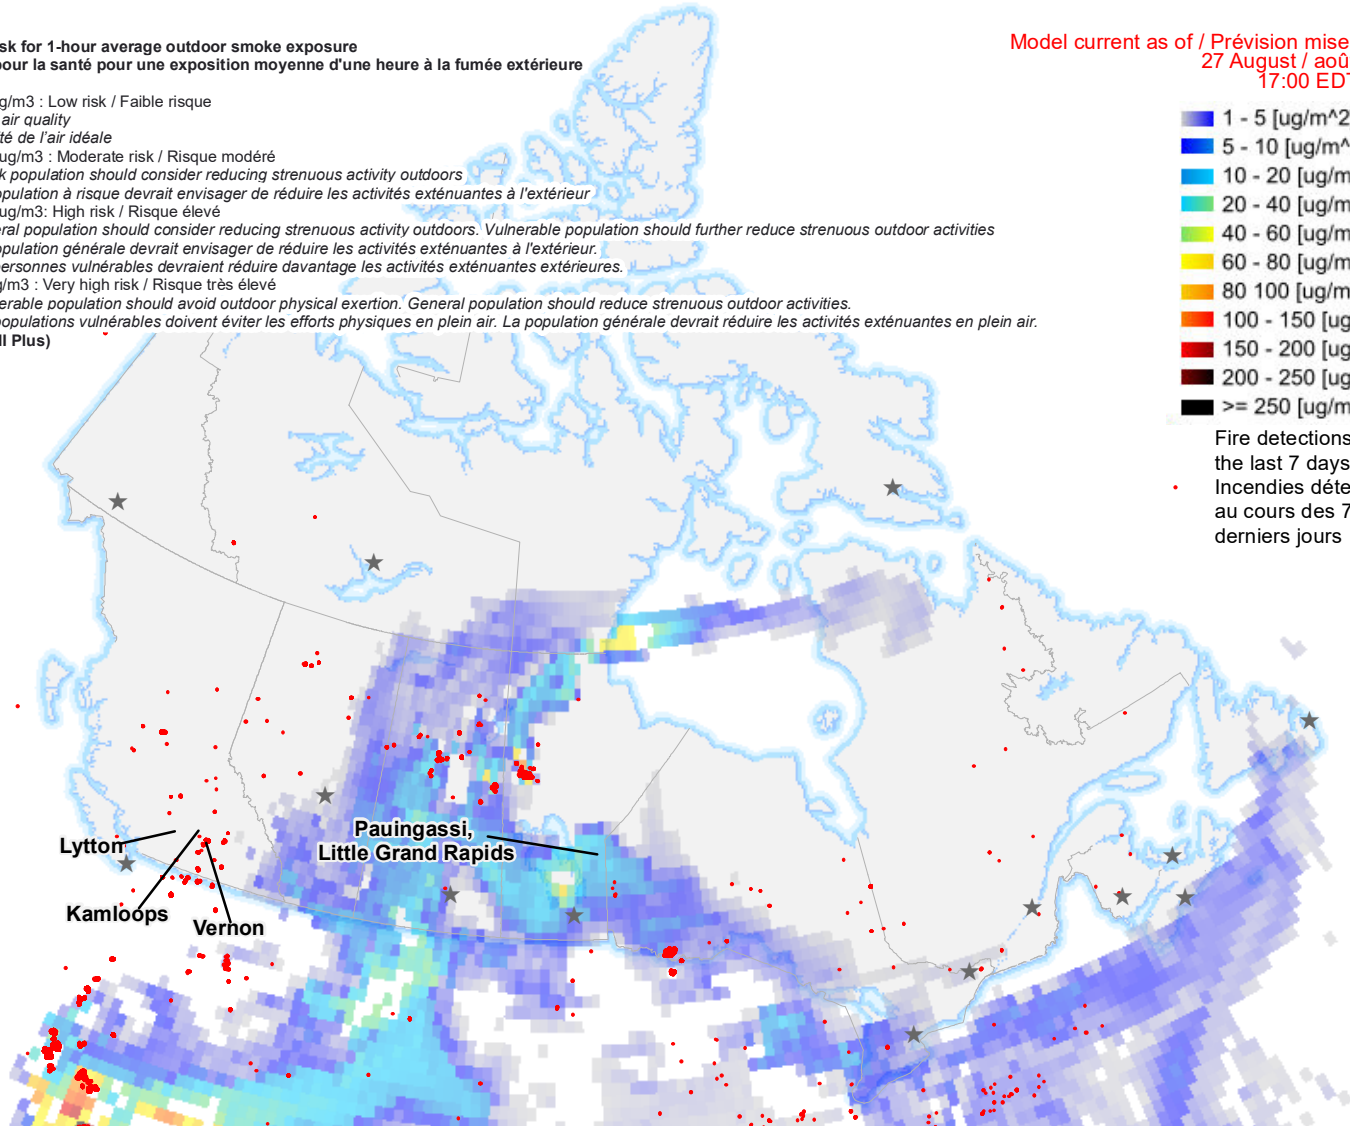 sk for 1-hour average outdoor smoke exposure
pour la santé pour une exposition moyenne d'une heure à la fumée extérieure
g/m3 : Low risk / Faible risque
air quality
té de l'air idéale
ug/m3 : Moderate risk / Risque modéré
k population should consider reducing strenuous activity outdoors
opulation à risque devrait envisager de réduire les activités exténuantes à l'extérieur
ug/m3: High risk / Risque élevé
eral population should consider reducing strenuous activity outdoors. Vulnerable population should further reduce strenuous outdoor activities
opulation générale devrait envisager de réduire les activités exténuantes à l'extérieur.
personnes vulnérables devraient réduire davantage les activités exténuantes extérieures.
g/m3 : Very high risk / Risque très élevé
erable population should avoid outdoor physical exertion. General population should reduce strenuous outdoor activities.
populations vulnérables doivent éviter les efforts physiques en plein air. La population générale devrait réduire les activités exténuantes en plein air.
ll Plus)
Model current as of / Prévision mise
27 August / aoû
17:00 EDT
1 - 5 [ug/m^2
5 - 10 [ug/m^
10 - 20 [ug/m
20 - 40 [ug/m
40 - 60 [ug/m
60 - 80 [ug/m
80 100 [ug/m
100 - 150 [ug
150 - 200 [ug
200 - 250 [ug
>= 250 [ug/m
Fire detections
the last 7 days
Incendies déte
au cours des 7
derniers jours
Pauingassi,
Little Grand Rapids
Lytton
Kamloops
Vernon